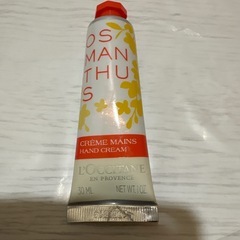 OS
MAN
THU
S
CRÈME MAINS
HAND CREAM
L'OCCITANE
EN PROVENCE
30 ML NET WT 1 OZ